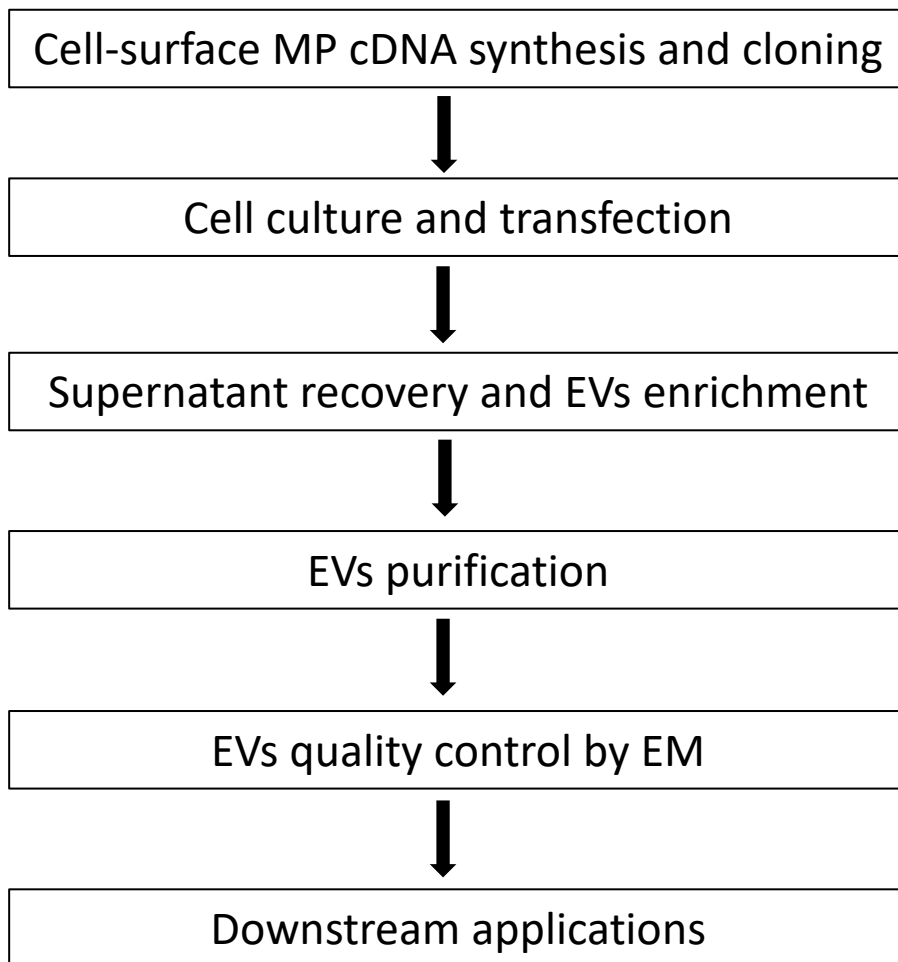 Cell-surface MP cDNA synthesis and cloning
Cell culture and transfection
Supernatant recovery and EVs enrichment
EVs purification
EVs quality control by EM
Downstream applications